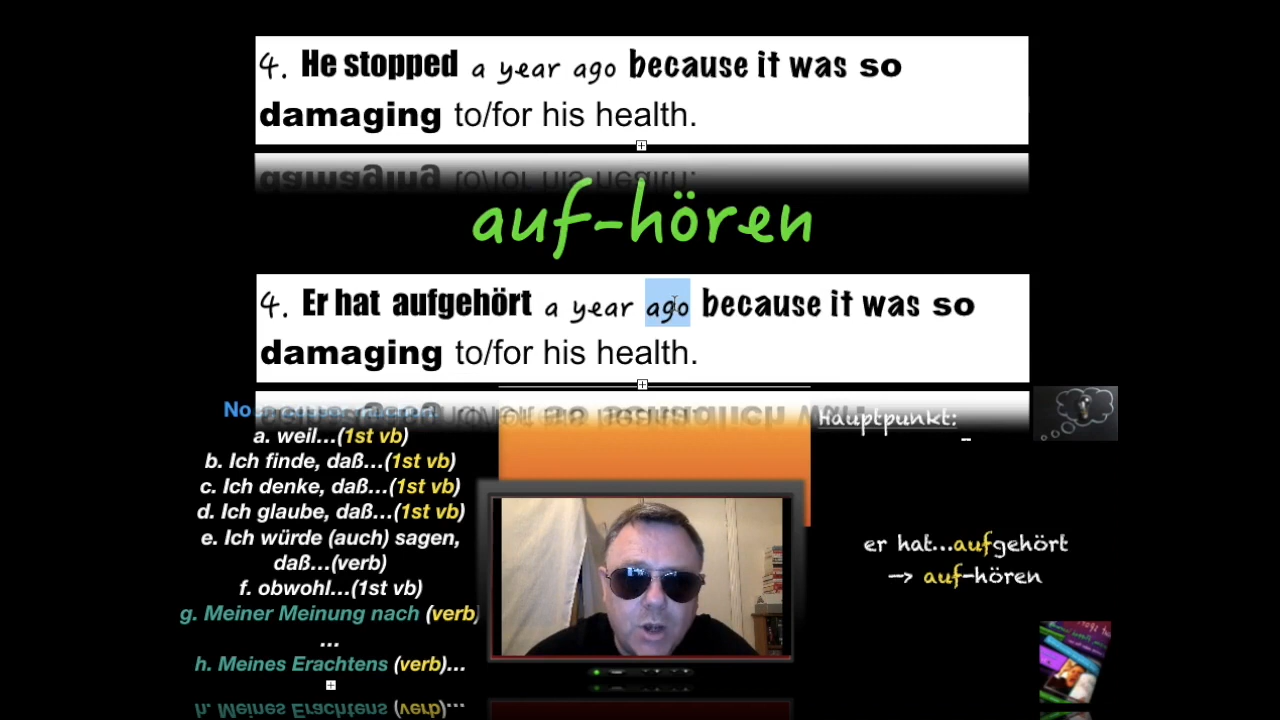 4. He stopped a year ago because it was so
damaging to/for his health.
auf-hören
4. Er hat aufgehört a year ago because it was so
damaging to/for his health.
No
a. weil...(1st vb)
b. Ich finde, daß...(1st vb)
c. Ich denke, daß...(1st vb)
d. Ich glaube, daß...(1st vb)
e. Ich würde (auch) sagen,
daß...(verb)
f. obwohl...(1st vb)
g. Meiner Meinung nach (verb)
...
h. Meines Erachtens (verb)...
Hauptpunkt:
er hat...aufgehört
–> auf-hören